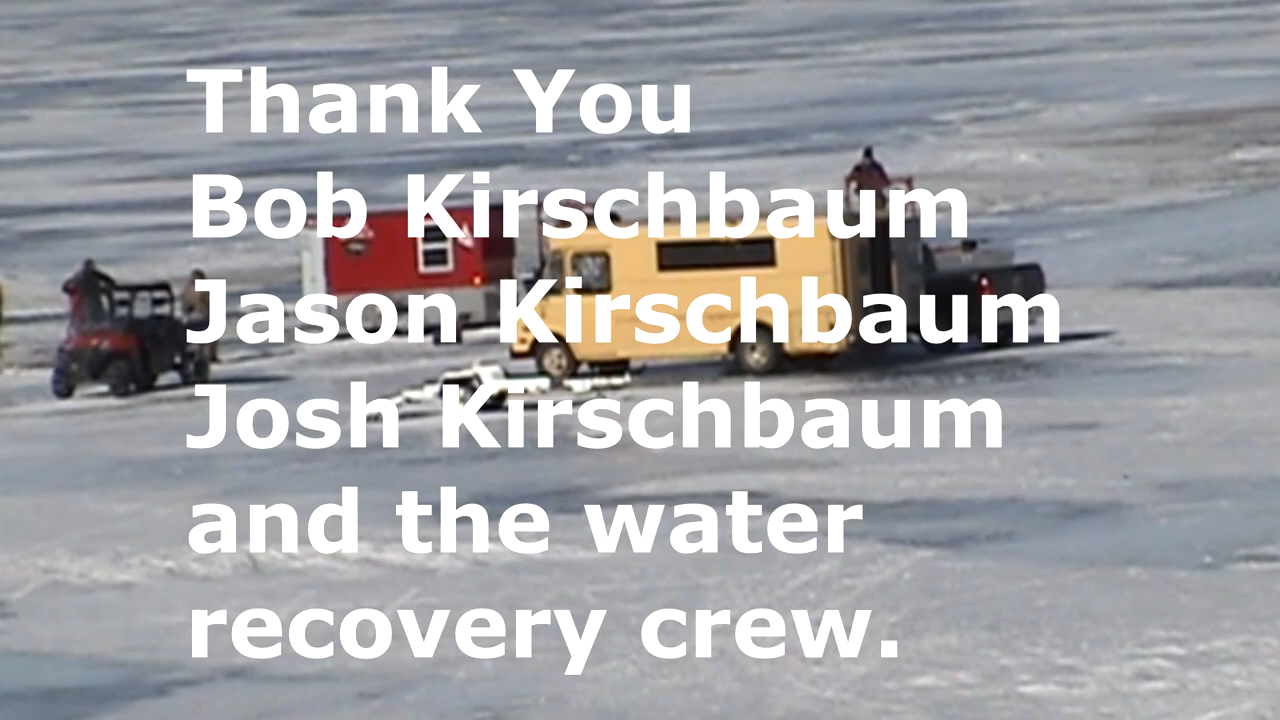 Thank You
Bob Kirschbaum
Jason Kirschbaum
Josh Kirschbaum
and the water
recovery crew.